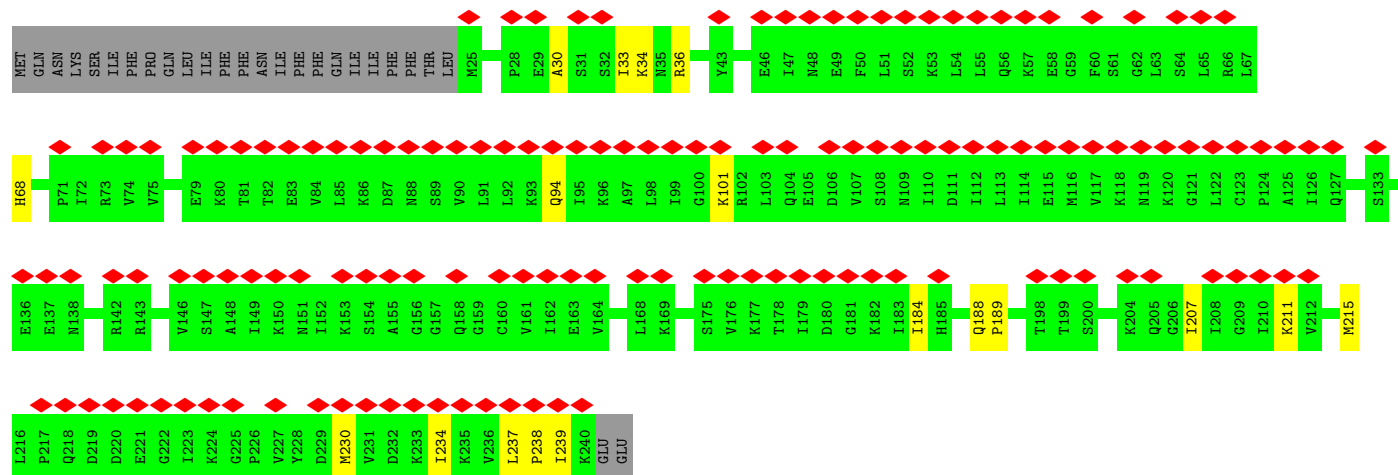 MET GLN ASN LYS SER ILE PHE PRO GLN LEU ILE PHE PHE ASN ILE PHE PHE GLN ILE ILE PHE PHE THR LEU M25 P28 E29 A30 S31 S32 I33 K34 N35 R36 Y43 E46 I47 N48 E49 F50 L51 S52 K53 L54 L55 Q56 K57 E58 G59 F60 S61 G62 L63 S64 L65 R66 L67
H68 P71 I72 R73 V74 V75 E79 K80 T81 T82 E83 V84 L85 K86 D87 N88 S89 V90 L91 L92 K93 Q94 I95 K96 A97 L98 I99 G100 K101 R102 L103 Q104 E105 D106 V107 S108 N109 I110 D111 I112 L113 I114 E115 M116 V117 K118 N119 K120 G121 L122 C123 P124 A125 I126 Q127 S133
E136 E137 N138 R142 R143 V146 S147 A148 I149 K150 N151 T152 K153 S154 A155 G156 G157 Q158 G159 C160 V161 I162 E163 V164 L168 K169 S175 V176 K177 T178 I179 D180 G181 K182 I183 I184 H185 Q188 P189 T198 T199 S200 K204 Q205 G206 I207 I208 G209 I210 K211 V212 M215
L216 P217 Q218 D219 D220 E221 G222 I223 K224 G225 P226 V227 Y228 D229 M230 V231 D232 K233 I234 K235 V236 L237 P238 I239 K240 GLU GLU